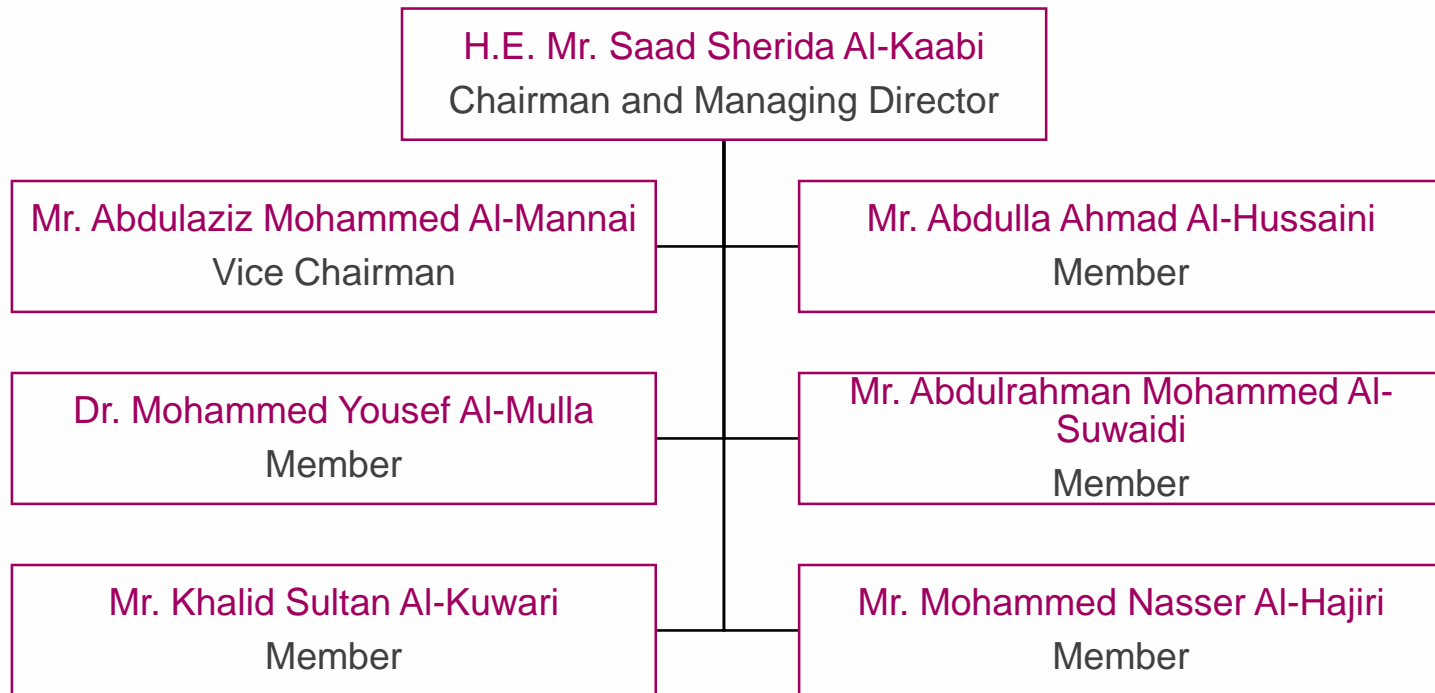 H.E. Mr. Saad Sherida Al-Kaabi
Chairman and Managing Director
Mr. Abdulaziz Mohammed Al-Mannai
Vice Chairman
Mr. Abdulla Ahmad Al-Hussaini
Member
Dr. Mohammed Yousef Al-Mulla
Member
Mr. Abdulrahman Mohammed Al-
Suwaidi
Member
Mr. Khalid Sultan Al-Kuwari
Member
Mr. Mohammed Nasser Al-Hajiri
Member